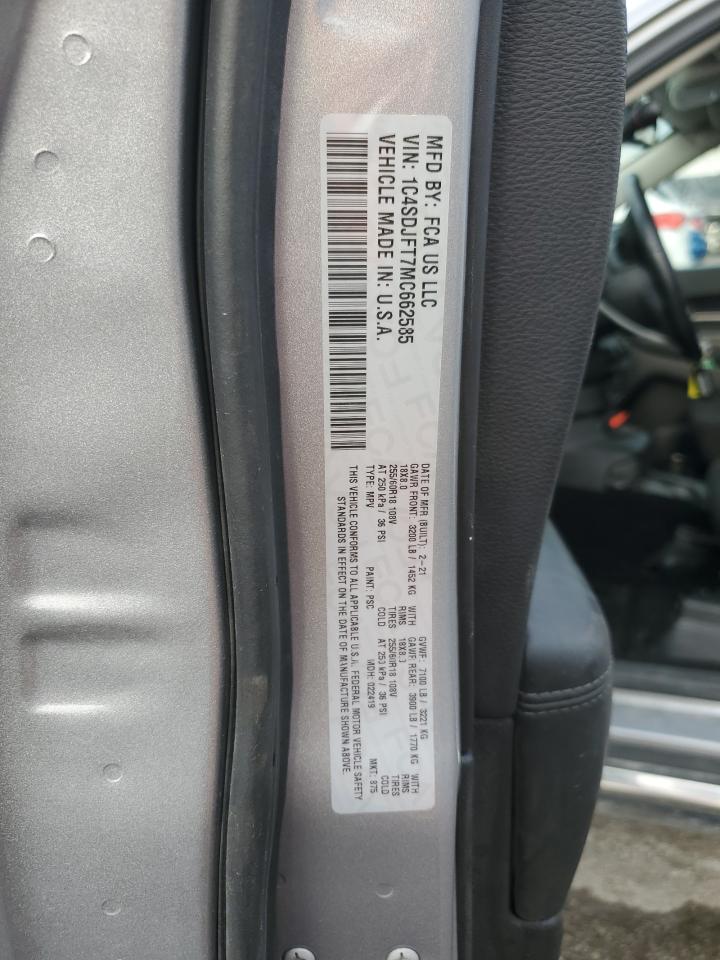 MFD BY: FCA US LLC
VIN: 1C4SDJFT7MC662585
VEHICLE MADE IN: U.S.A.
DATE OF MFR (BUILT): 2-21 GVWR: 7100 LB / 3221 KG
GAWR FRONT: 3200 LB / 1452 KG WITH GAWR REAR: 3900 LB / 1770 KG WITH
18X8.0 RIMS 18X8.0 RIMS
255/60R18 108V TIRES 255/60R18 108V TIRES
AT 250 kPa / 36 PSI COLD AT 250 kPa / 36 PSI COLD
TYPE: MPV PAINT: PSC MDH: 022419 MKT: 875
THIS VEHICLE CONFORMS TO ALL APPLICABLE U.S.A. FEDERAL MOTOR VEHICLE SAFETY
STANDARDS IN EFFECT ON THE DATE OF MANUFACTURE SHOWN ABOVE.